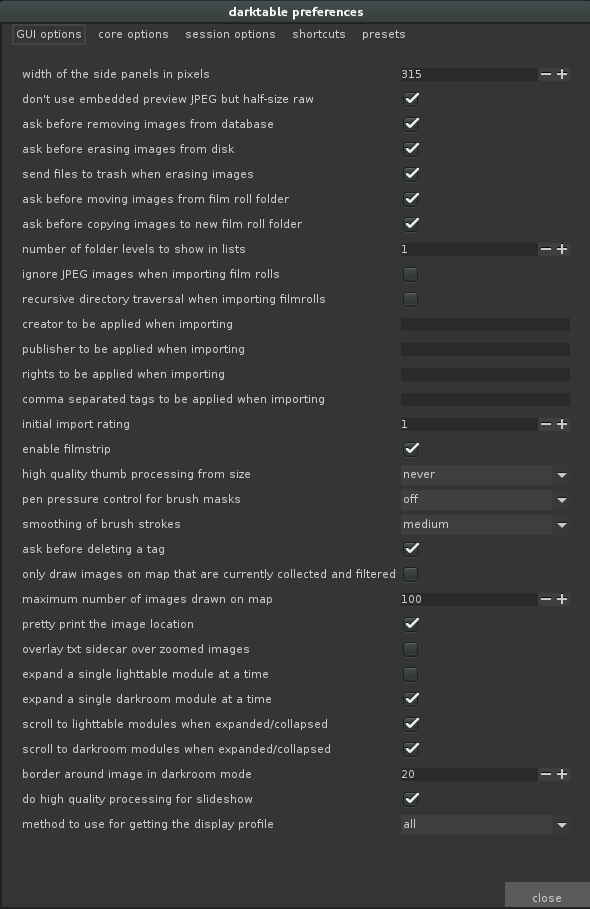 darktable preferences
GUI options core options session options shortcuts presets
width of the side panels in pixels 315
don't use embedded preview JPEG but half-size raw
ask before removing images from database
ask before erasing images from disk
send files to trash when erasing images
ask before moving images from film roll folder
ask before copying images to new film roll folder
number of folder levels to show in lists 1
ignore JPEG images when importing film rolls
recursive directory traversal when importing filmrolls
creator to be applied when importing
publisher to be applied when importing
rights to be applied when importing
comma separated tags to be applied when importing
initial import rating 1
enable filmstrip
high quality thumb processing from size never
pen pressure control for brush masks off
smoothing of brush strokes medium
ask before deleting a tag
only draw images on map that are currently collected and filtered
maximum number of images drawn on map 100
pretty print the image location
overlay txt sidecar over zoomed images
expand a single lighttable module at a time
expand a single darkroom module at a time
scroll to lighttable modules when expanded/collapsed
scroll to darkroom modules when expanded/collapsed
border around image in darkroom mode 20
do high quality processing for slideshow
method to use for getting the display profile all
close